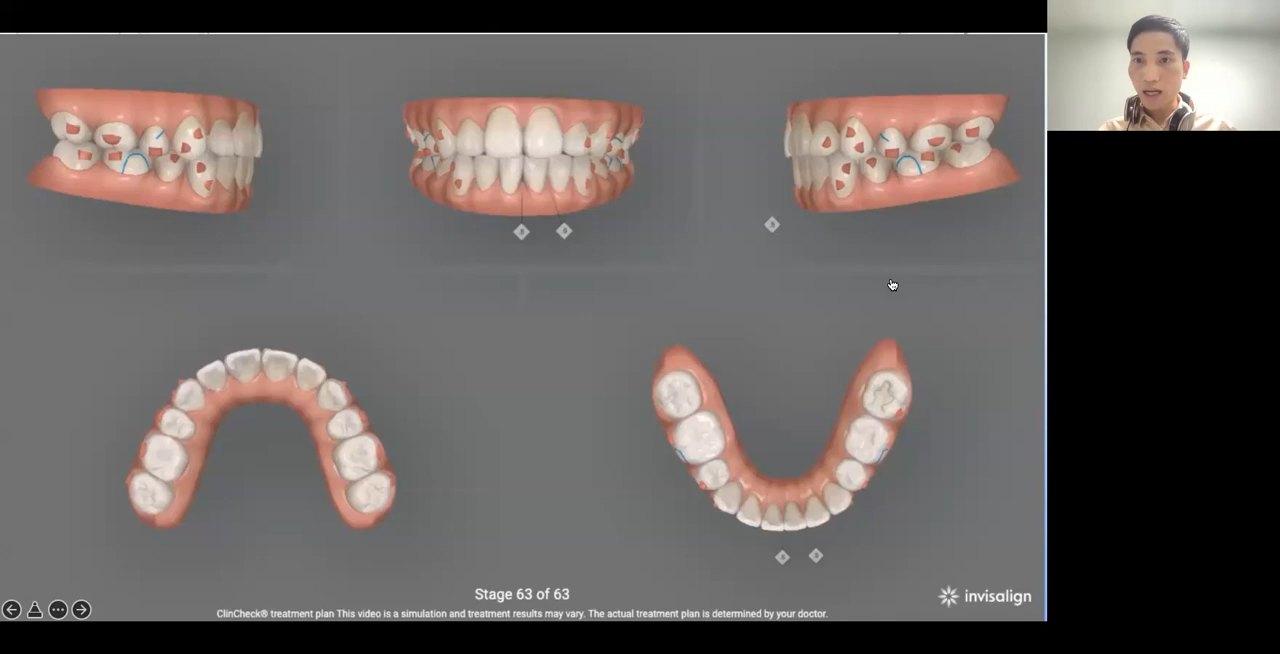 Stage 63 of 63
invisalign
ClinCheck® treatment plan This video is a simulation and treatment results may vary. The actual treatment plan is determined by your doctor.